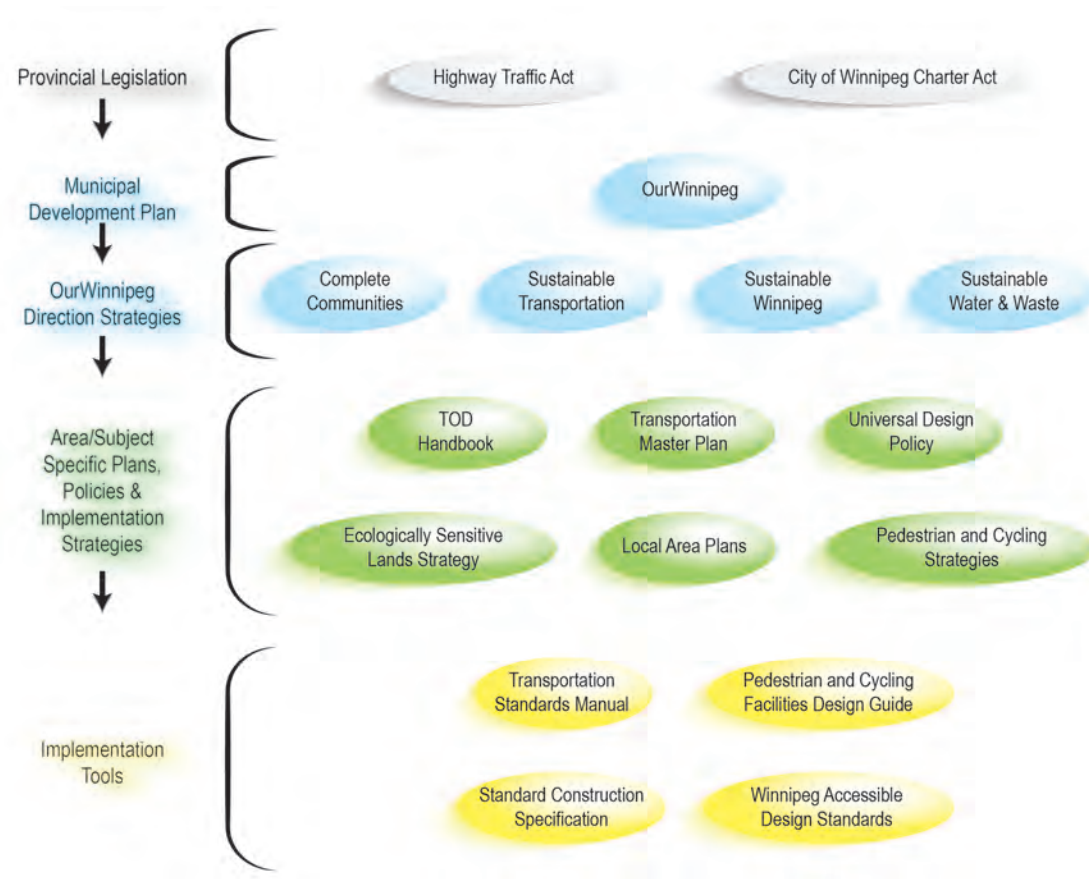 Provincial Legislation
Highway Traffic Act
City of Winnipeg Charter Act
Municipal
Development Plan
OurWinnipeg
OurWinnipeg
Direction Strategies
Complete
Communities
Sustainable
Transportation
Sustainable
Winnipeg
Sustainable
Water & Waste
Area/Subject
Specific Plans,
Policies &
Implementation
Strategies
TOD
Handbook
Transportation
Master Plan
Universal Design
Policy
Ecologically Sensitive
Lands Strategy
Local Area Plans
Pedestrian and Cycling
Strategies
Implementation
Tools
Transportation
Standards Manual
Pedestrian and Cycling
Facilities Design Guide
Standard Construction
Specification
Winnipeg Accessible
Design Standards